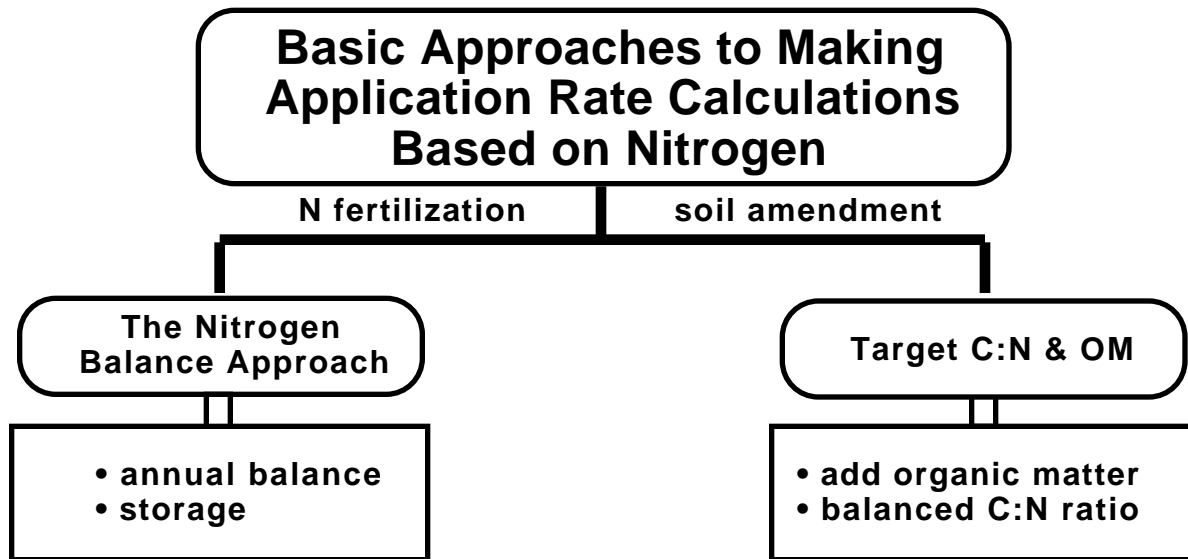 Basic Approaches to Making
Application Rate Calculations
Based on Nitrogen
N fertilization
soil amendment
The Nitrogen
Balance Approach
Target C:N & OM
• annual balance
• storage
• add organic matter
• balanced C:N ratio